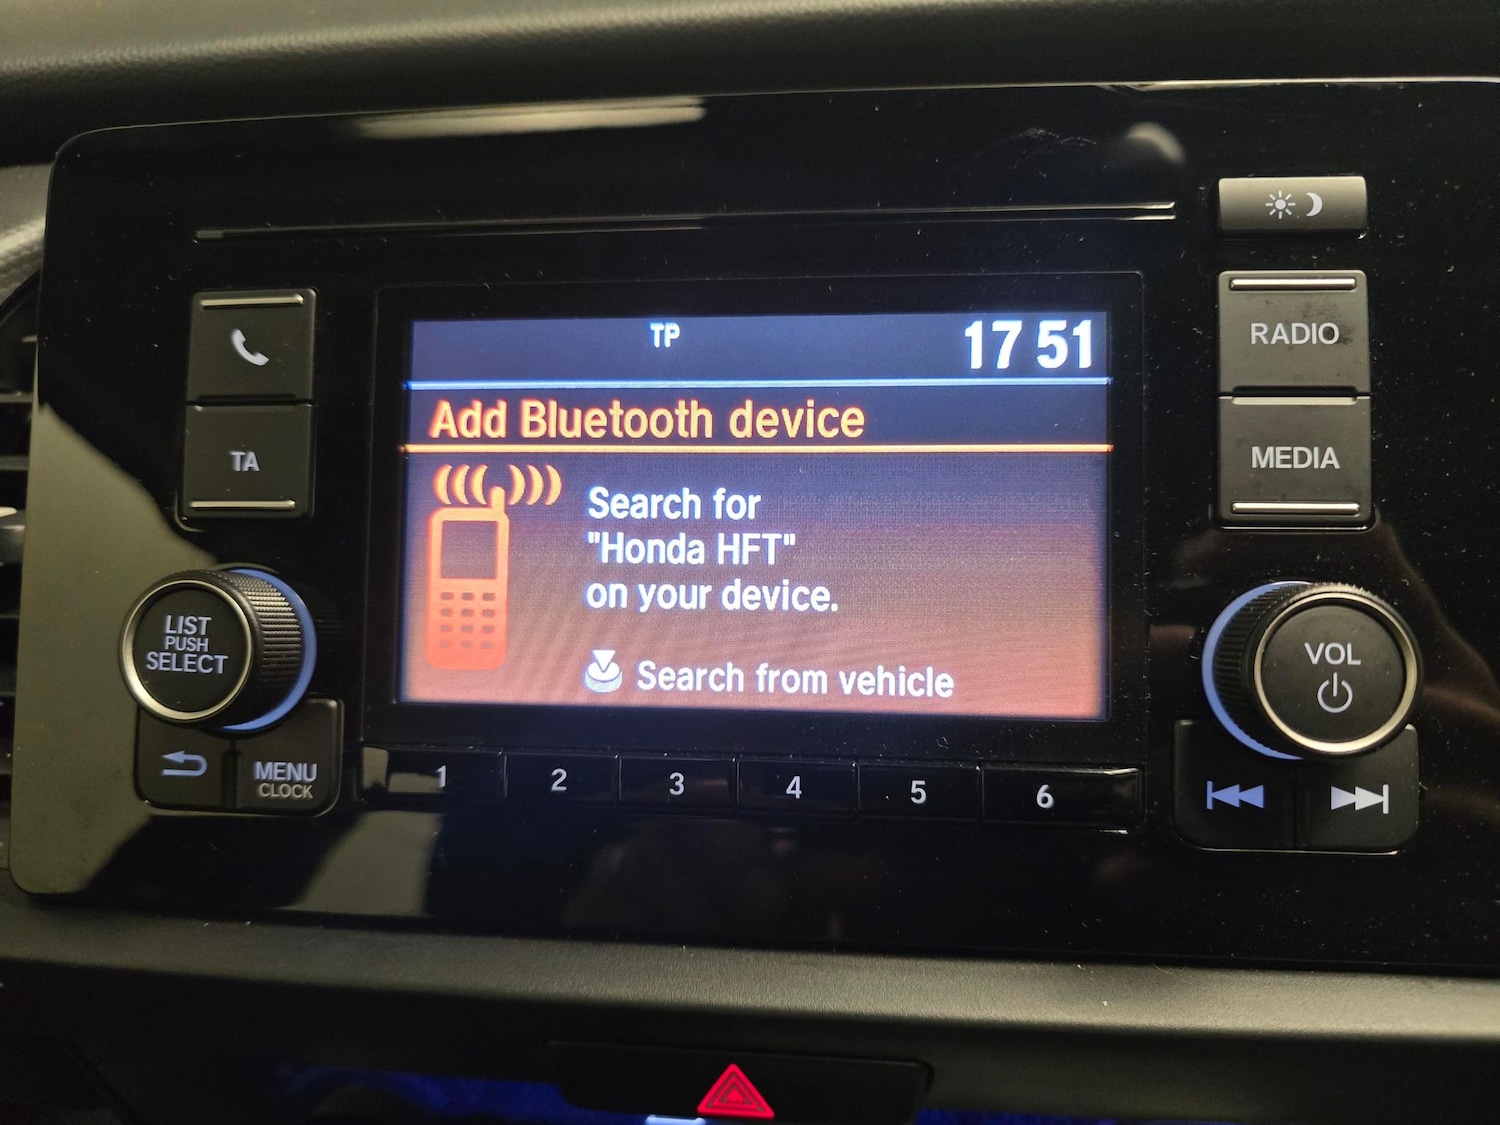 TP
17 51
Add Bluetooth device
Search for
"Honda HFT"
on your device.
Search from vehicle
TA
LIST
PUSH
SELECT
MENU
CLOCK
1
2
3
4
5
6
RADIO
MEDIA
VOL